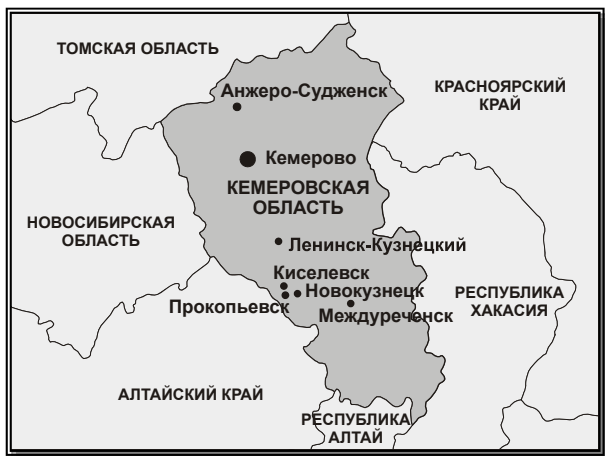 ТОМСКАЯ ОБЛАСТЬ
КРАСНОЯРСКИЙ
КРАЙ
Анжеро-Судженск
Кемерово
КЕМЕРОВСКАЯ
ОБЛАСТЬ
НОВОСИБИРСКАЯ
ОБЛАСТЬ
Ленинск-Кузнецкий
Киселевск
Новокузнецк
Прокопьевск
Междуреченск
РЕСПУБЛИКА
ХАКАСИЯ
АЛТАЙСКИЙ КРАЙ
РЕСПУБЛИКА
АЛТАЙ